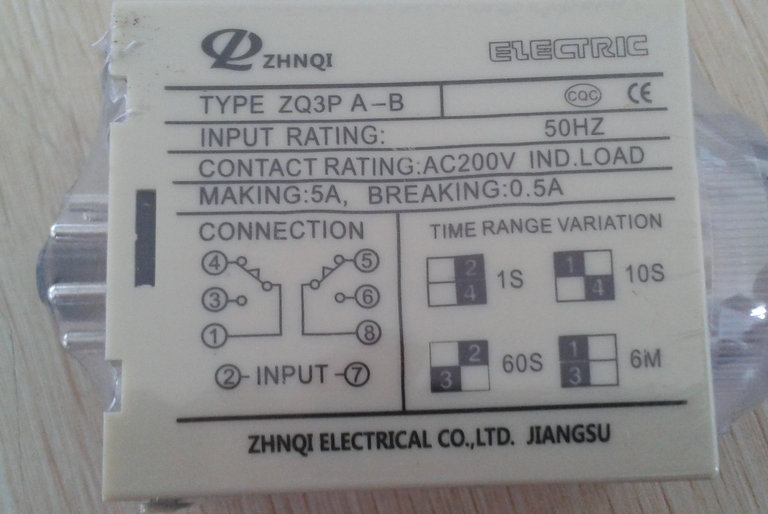 ZHNQI ELECTRIC
TYPE ZQ3P A-B CQC CE
INPUT RATING: 50HZ
CONTACT RATING:AC200V IND.LOAD
MAKING:5A, BREAKING:0.5A
CONNECTION
4 5
3 6
1 8
2 INPUT 7
TIME RANGE VARIATION
2 4 1S
1 4 10S
2 3 60S
1 3 6M
ZHNQI ELECTRICAL CO.,LTD. JIANGSU